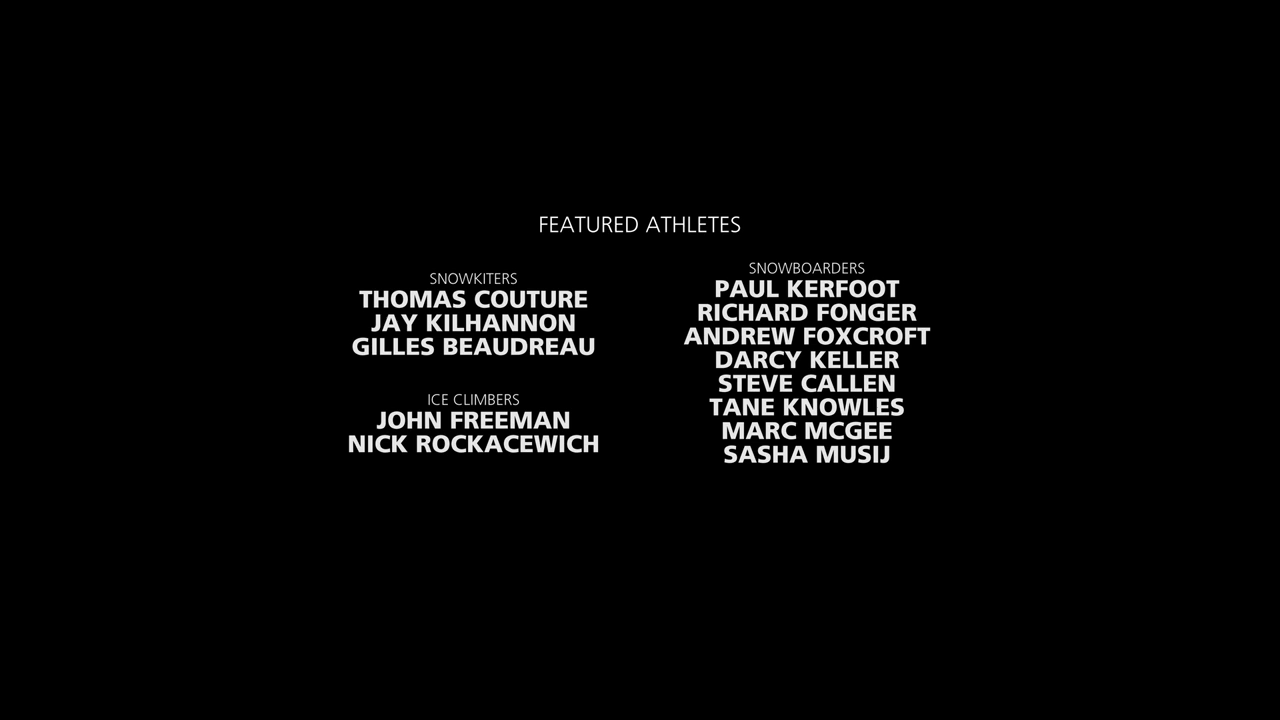 FEATURED ATHLETES
SNOWKITERS
THOMAS COUTURE
JAY KILHANNON
GILLES BEAUDREAU
ICE CLIMBERS
JOHN FREEMAN
NICK ROCKACEWICH
SNOWBOARDERS
PAUL KERFOOT
RICHARD FONGER
ANDREW FOXCROFT
DARCY KELLER
STEVE CALLEN
TANE KNOWLES
MARC MCGEE
SASHA MUSIJ